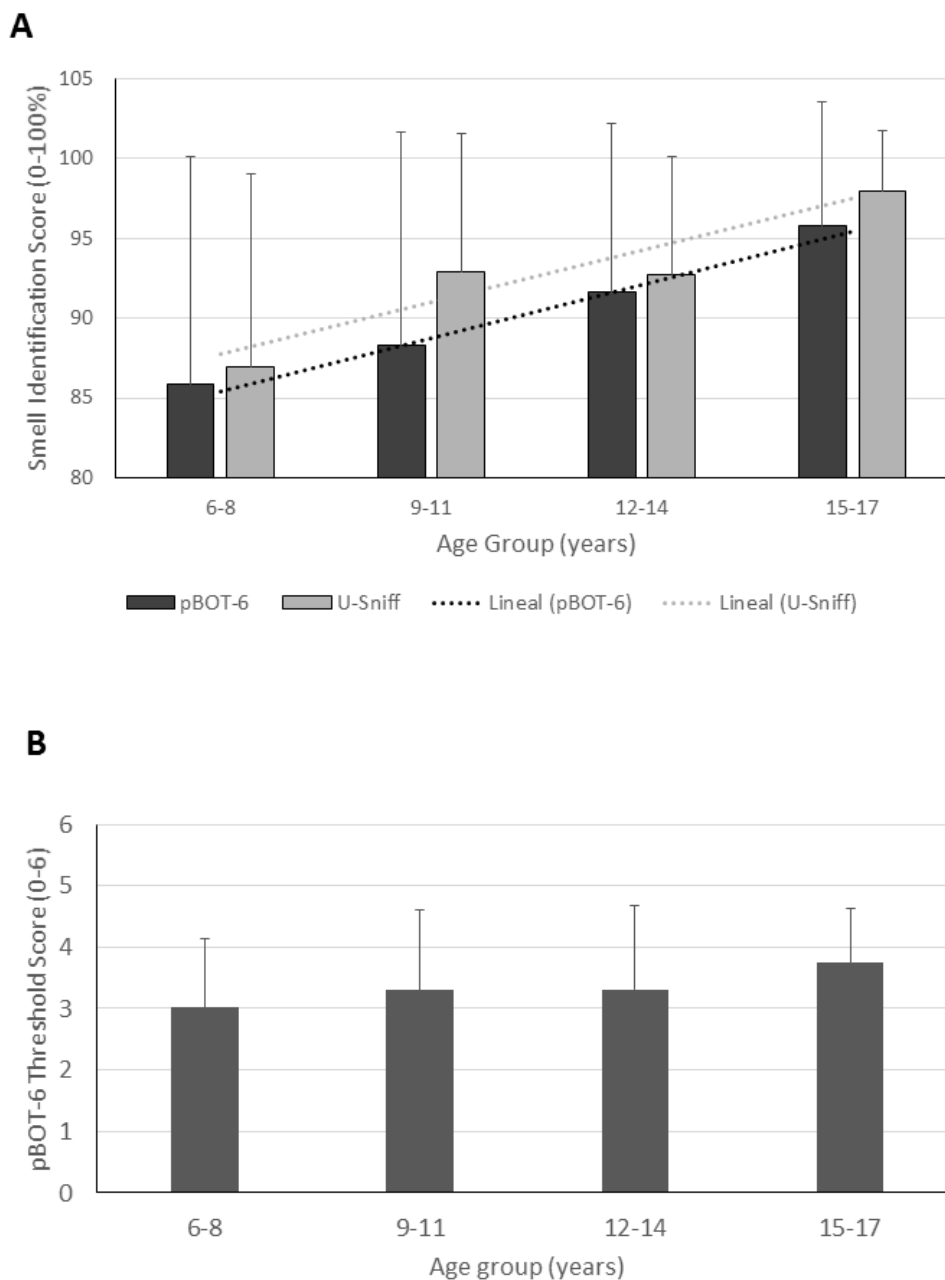 A
Smell Identification Score (0-100%)
105
100
95
90
85
80
6-8 9-11 12-14 15-17
Age Group (years)
pBOT-6 U-Sniff Lineal (pBOT-6) Lineal (U-Sniff)
B
pBOT-6 Threshold Score (0-6)
6
5
4
3
2
1
0
6-8 9-11 12-14 15-17
Age group (years)